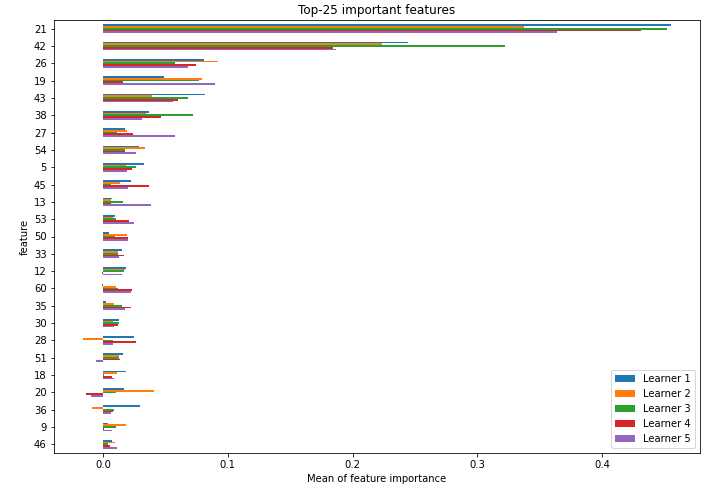 Top-25 important features
21
42
26
19
43
38
27
54
5
45
13
53
50
33
12
60
35
30
28
51
18
20
36
9
46
feature
0.0 0.1 0.2 0.3 0.4
Mean of feature importance
Learner 1
Learner 2
Learner 3
Learner 4
Learner 5